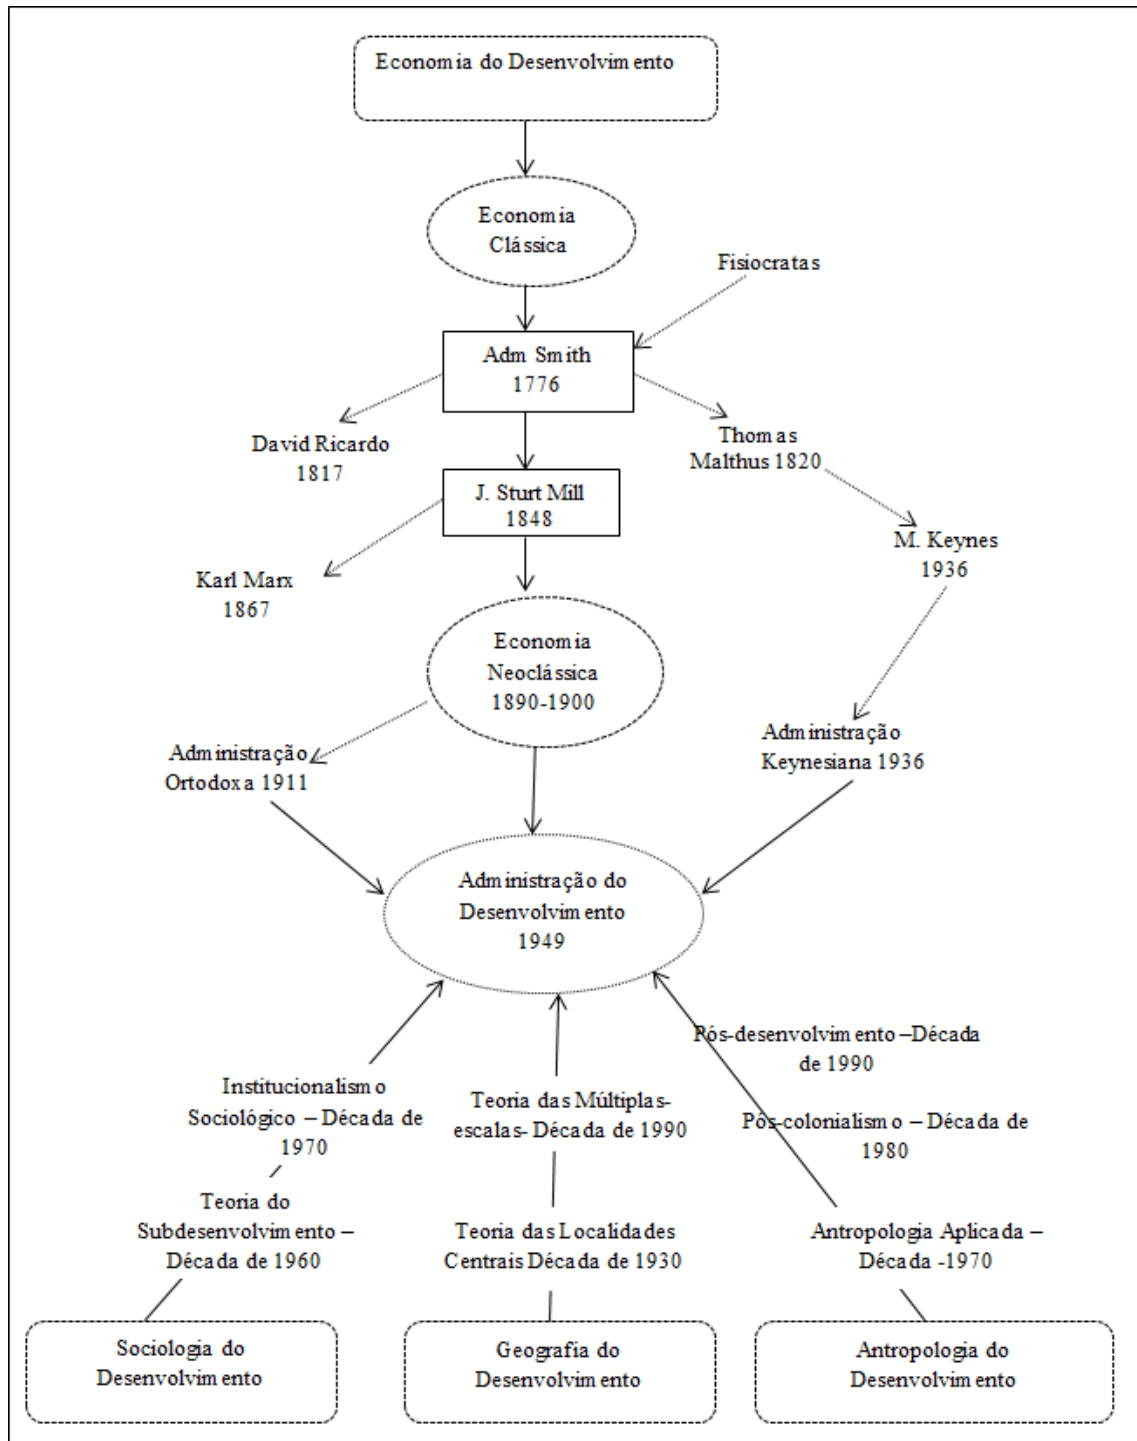 Economia do Desenvolvimento
Economia
Clássica
Fisiocratas
Adm Smith
1776
David Ricardo
1817
Thomas
Malthus 1820
J. Sturt Mill
1848
M. Keynes
1936
Karl Marx
1867
Economia
Neoclássica
1890-1900
Administração
Ortodoxa 1911
Administração
Keynesiana 1936
Administração do
Desenvolvimento
1949
Pós-desenvolvimento –Década
de 1990
Institucionalismo
Sociológico – Década de
1970
Teoria das Múltiplas-
escalas- Década de 1990
Pós-colonialismo – Década de
1980
Teoria do
Subdesenvolvimento –
Década de 1960
Teoria das Localidades
Centrais Década de 1930
Antropologia Aplicada –
Década -1970
Sociologia do
Desenvolvimento
Geografia do
Desenvolvimento
Antropologia do
Desenvolvimento